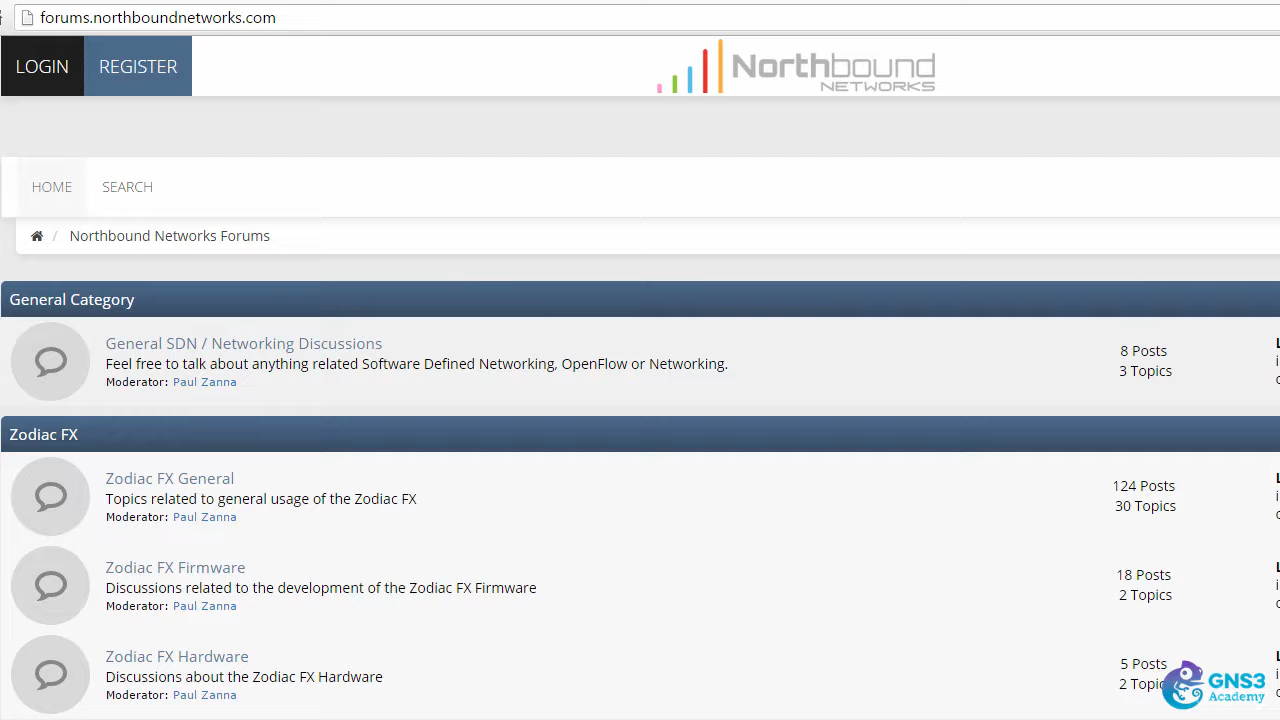 forums.northboundnetworks.com
LOGIN REGISTER
Northbound
NETWORKS
HOME SEARCH
/ Northbound Networks Forums
General Category
General SDN / Networking Discussions
Feel free to talk about anything related Software Defined Networking, OpenFlow or Networking.
Moderator: Paul Zanna
8 Posts
3 Topics
Zodiac FX
Zodiac FX General
Topics related to general usage of the Zodiac FX
Moderator: Paul Zanna
124 Posts
30 Topics
Zodiac FX Firmware
Discussions related to the development of the Zodiac FX Firmware
Moderator: Paul Zanna
18 Posts
2 Topics
Zodiac FX Hardware
Discussions about the Zodiac FX Hardware
Moderator: Paul Zanna
5 Posts
2
GNS3
Academy